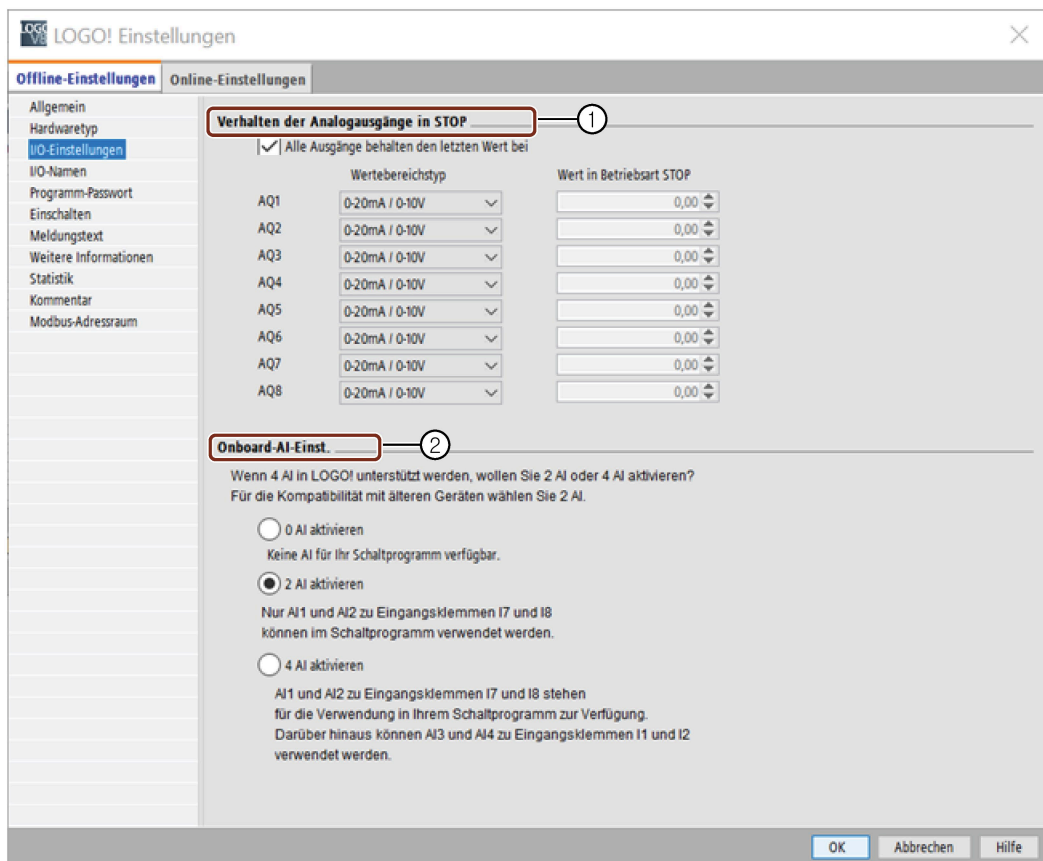 LOGO! Einstellungen
Offline-Einstellungen Online-Einstellungen
Allgemein
Hardwaretyp
I/O-Einstellungen
I/O-Namen
Programm-Passwort
Einschalten
Meldungstext
Weitere Informationen
Statistik
Kommentar
Modbus-Adressraum
Verhalten der Analogausgänge in STOP
1
Alle Ausgänge behalten den letzten Wert bei
Wertebereichstyp Wert in Betriebsart STOP
AQ1 0-20mA / 0-10V 0,00
AQ2 0-20mA / 0-10V 0,00
AQ3 0-20mA / 0-10V 0,00
AQ4 0-20mA / 0-10V 0,00
AQ5 0-20mA / 0-10V 0,00
AQ6 0-20mA / 0-10V 0,00
AQ7 0-20mA / 0-10V 0,00
AQ8 0-20mA / 0-10V 0,00
Onboard-AI-Einst.
2
Wenn 4 AI in LOGO! unterstützt werden, wollen Sie 2 AI oder 4 AI aktivieren?
Für die Kompatibilität mit älteren Geräten wählen Sie 2 AI.
0 AI aktivieren
Keine AI für Ihr Schaltprogramm verfügbar.
2 AI aktivieren
Nur AI1 und AI2 zu Eingangsklemmen I7 und I8
können im Schaltprogramm verwendet werden.
4 AI aktivieren
AI1 und AI2 zu Eingangsklemmen I7 und I8 stehen
für die Verwendung in Ihrem Schaltprogramm zur Verfügung.
Darüber hinaus können AI3 und AI4 zu Eingangsklemmen I1 und I2
verwendet werden.
OK Abbrechen Hilfe